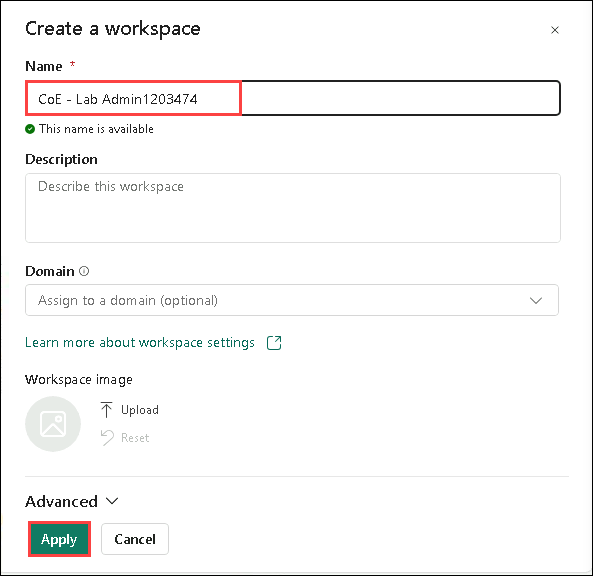 Create a workspace
Name *
CoE - Lab Admin1203474
This name is available
Description
Describe this workspace
Domain
Assign to a domain (optional)
Learn more about workspace settings
Workspace image
Upload
Reset
Advanced
Apply Cancel